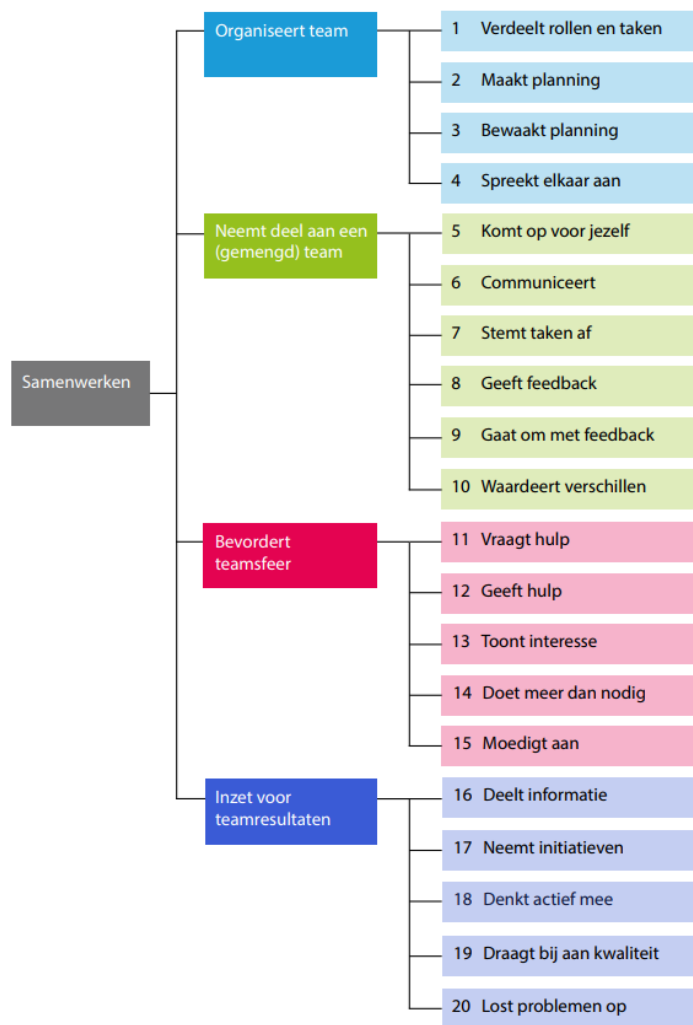 Samenwerken
Organiseert team
1 Verdeelt rollen en taken
2 Maakt planning
3 Bewaakt planning
4 Spreekt elkaar aan
Neemt deel aan een
(gemengd) team
5 Komt op voor jezelf
6 Communiceert
7 Stemt taken af
8 Geeft feedback
9 Gaat om met feedback
10 Waardeert verschillen
Bevordert
teamsfeer
11 Vraagt hulp
12 Geeft hulp
13 Toont interesse
14 Doet meer dan nodig
15 Moedigt aan
Inzet voor
teamresultaten
16 Deelt informatie
17 Neemt initiatieven
18 Denkt actief mee
19 Draagt bij aan kwaliteit
20 Lost problemen op